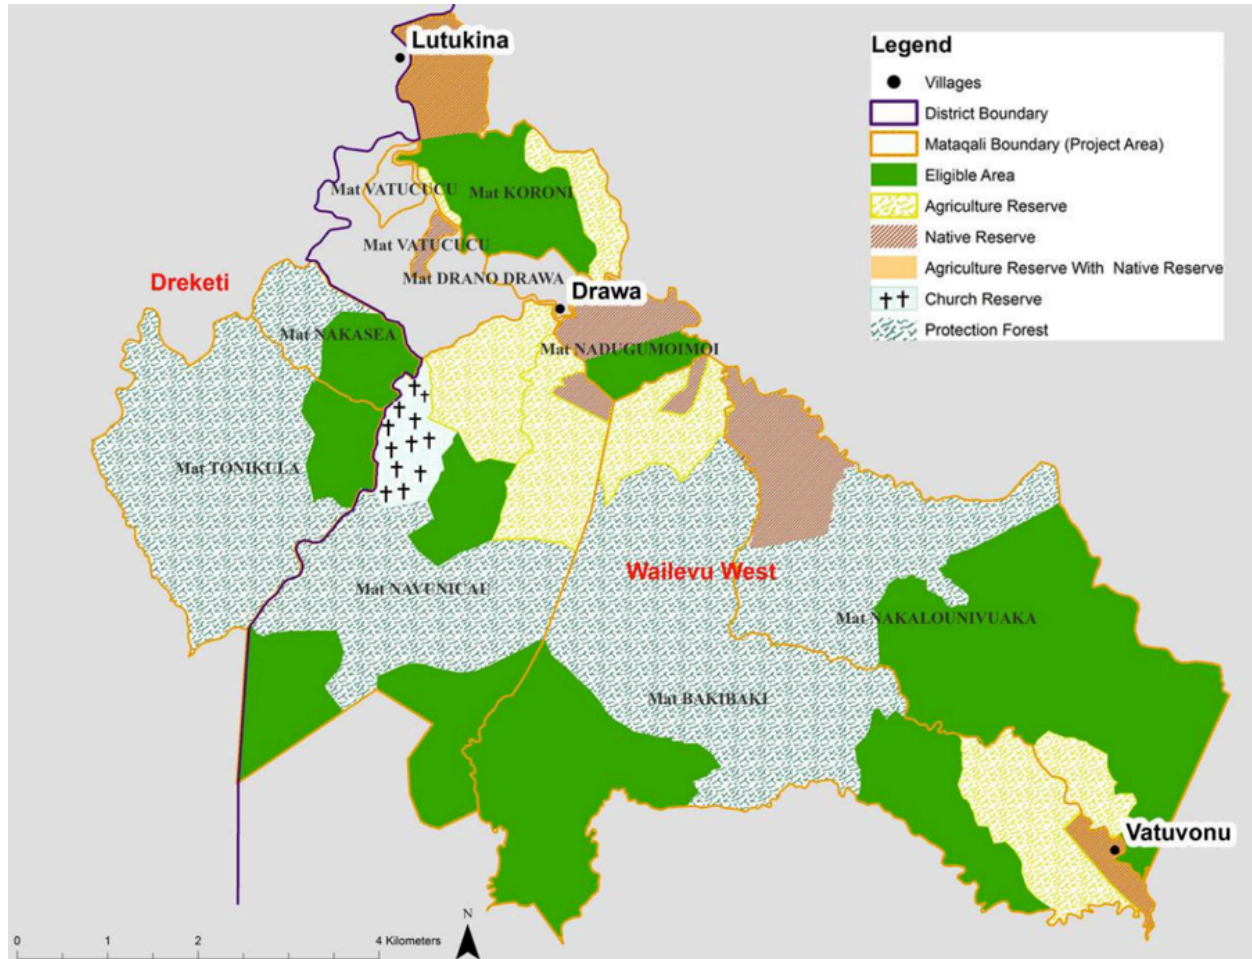 Lutukina
Legend
Villages
District Boundary
Mataqali Boundary (Project Area)
Eligible Area
Agriculture Reserve
Native Reserve
Agriculture Reserve With Native Reserve
Church Reserve
Protection Forest
Mat VATUCUCU
Mat KORONI
Mat VATUCUCU
Mat DRANO DRAWA
Dreketi
Drawa
Mat NAKASEA
Mat NADUGUMOIMOI
Mat TONIKULA
Wailevu West
Mat NAVUNICAU
Mat NAKALOUNIVUAKA
Mat BAKIBAKI
Vatuvonu
N
0 1 2 4 Kilometers